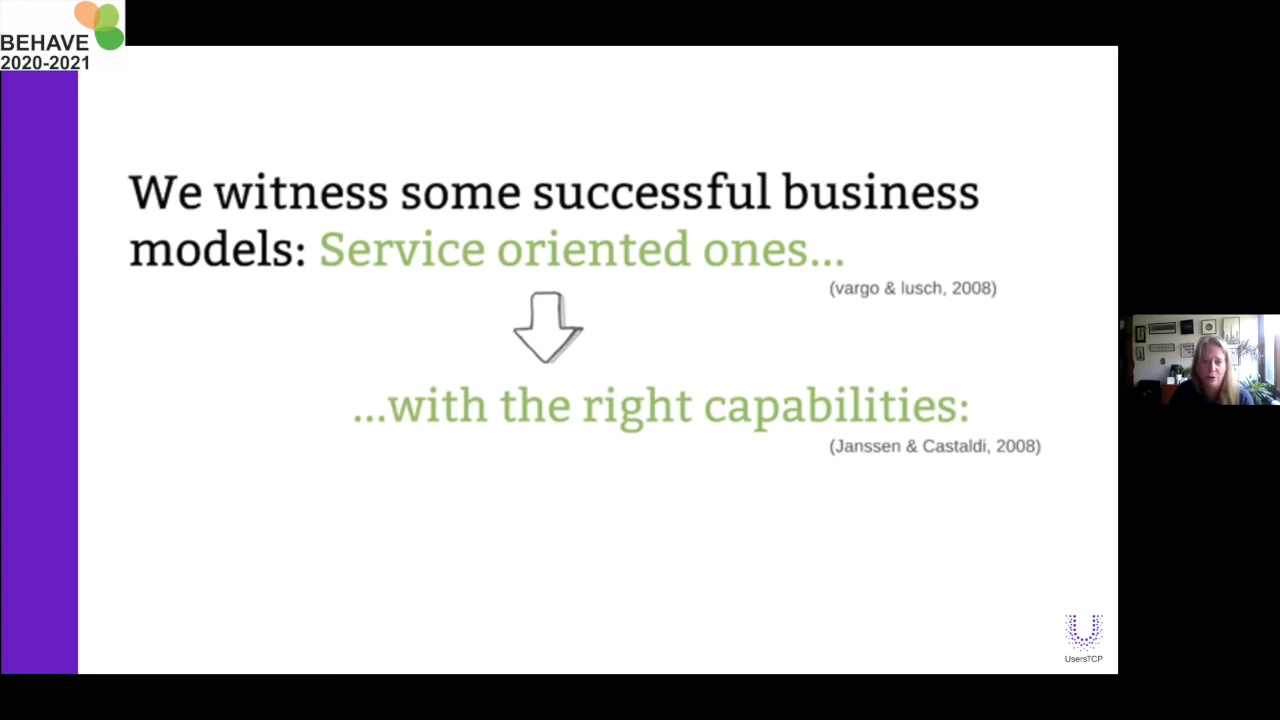 BEHAVE
2020-2021
We witness some successful business
models: Service oriented ones...
(vargo & lusch, 2008)
...with the right capabilities:
(Janssen & Castaldi, 2008)
UsersTCP